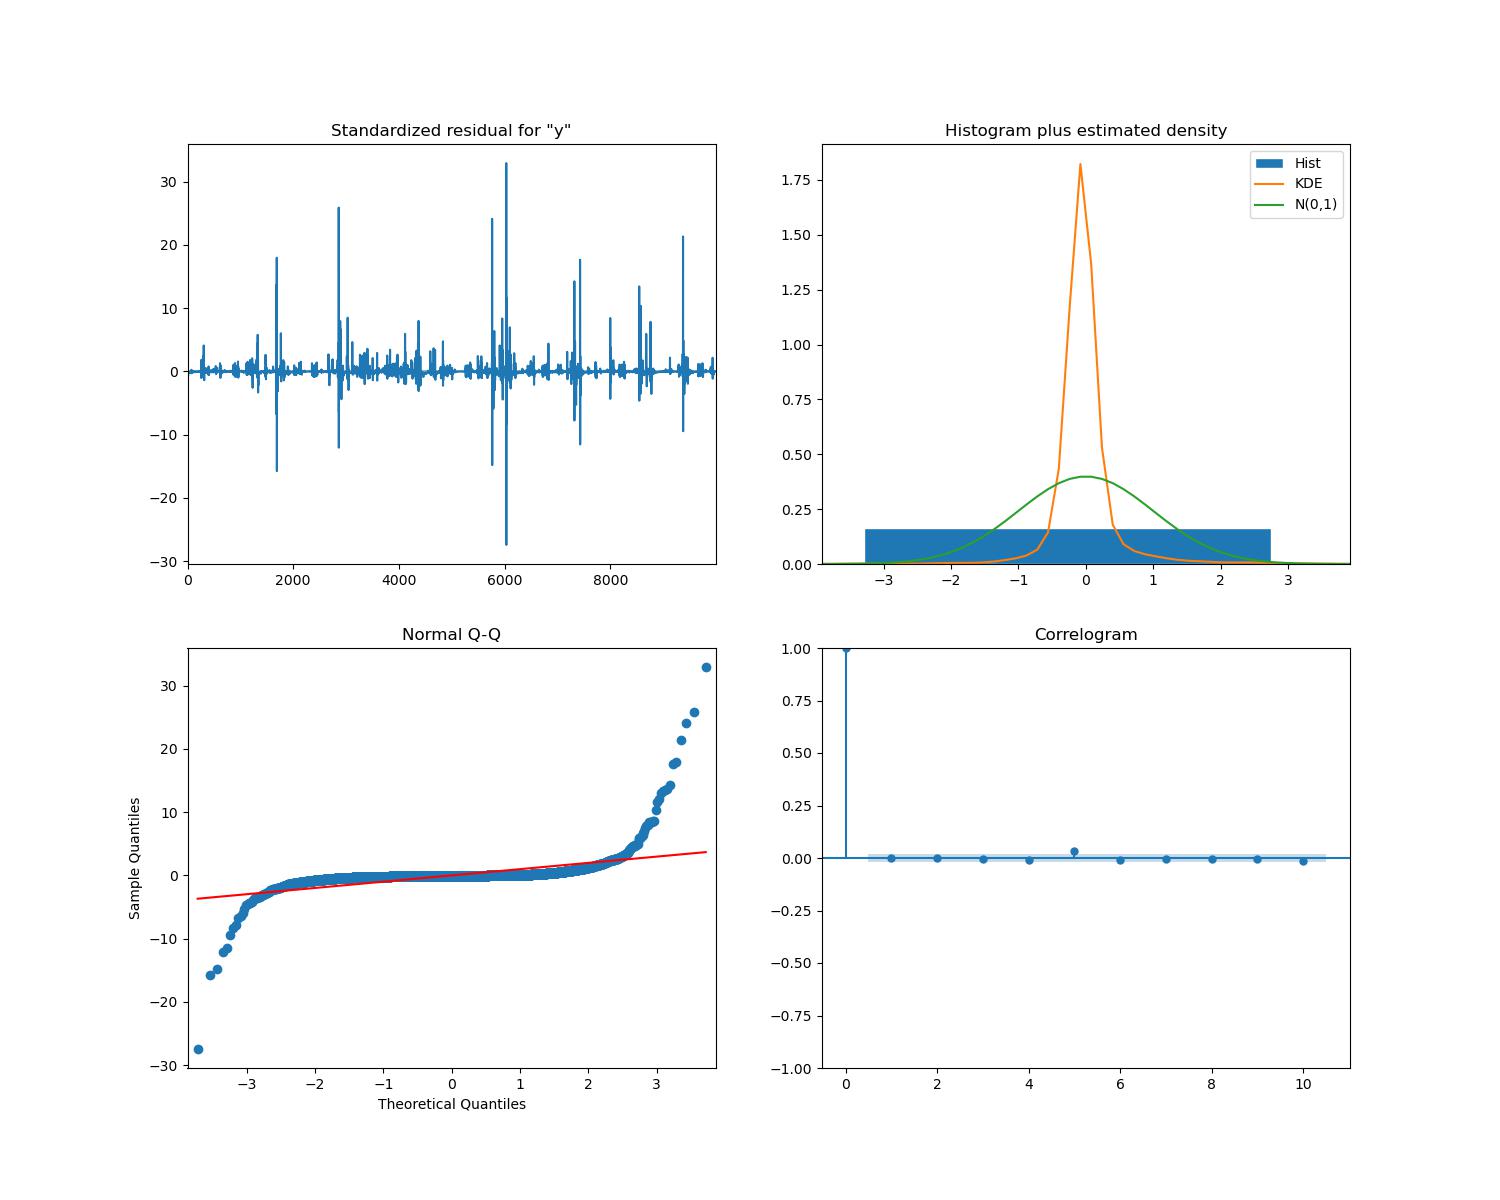 Standardized residual for "y"
30
20
10
0
−10
−20
−30
0 2000 4000 6000 8000
Histogram plus estimated density
Hist
KDE
N(0,1)
1.75
1.50
1.25
1.00
0.75
0.50
0.25
0.00
−3 −2 −1 0 1 2 3
Normal Q-Q
Sample Quantiles
30
20
10
0
−10
−20
−30
−3 −2 −1 0 1 2 3
Theoretical Quantiles
Correlogram
1.00
0.75
0.50
0.25
0.00
−0.25
−0.50
−0.75
−1.00
0 2 4 6 8 10